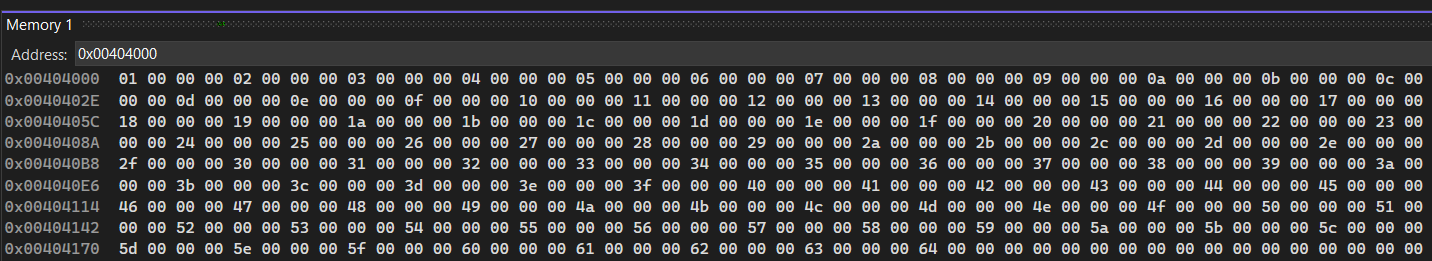 Memory 1
Address: 0x00404000
0x00404000 01 00 00 00 02 00 00 00 03 00 00 00 04 00 00 00 05 00 00 00 06 00 00 00 07 00 00 00 08 00 00 00 09 00 00 00 0a 00 00 00 0b 00 00 00 0c 00
0x0040402E 00 00 0d 00 00 00 0e 00 00 00 0f 00 00 00 10 00 00 00 11 00 00 00 12 00 00 00 13 00 00 00 14 00 00 00 15 00 00 00 16 00 00 00 17 00 00 00
0x0040405C 18 00 00 00 19 00 00 00 1a 00 00 00 1b 00 00 00 1c 00 00 00 1d 00 00 00 1e 00 00 00 1f 00 00 00 20 00 00 00 21 00 00 00 22 00 00 00 23 00
0x0040408A 00 00 24 00 00 00 25 00 00 00 26 00 00 00 27 00 00 00 28 00 00 00 29 00 00 00 2a 00 00 00 2b 00 00 00 2c 00 00 00 2d 00 00 00 2e 00 00 00
0x004040B8 2f 00 00 00 30 00 00 00 31 00 00 00 32 00 00 00 33 00 00 00 34 00 00 00 35 00 00 00 36 00 00 00 37 00 00 00 38 00 00 00 39 00 00 00 3a 00
0x004040E6 00 00 3b 00 00 00 3c 00 00 00 3d 00 00 00 3e 00 00 00 3f 00 00 00 40 00 00 00 41 00 00 00 42 00 00 00 43 00 00 00 44 00 00 00 45 00 00 00
0x00404114 46 00 00 00 47 00 00 00 48 00 00 00 49 00 00 00 4a 00 00 00 4b 00 00 00 4c 00 00 00 4d 00 00 00 4e 00 00 00 4f 00 00 00 50 00 00 00 51 00
0x00404142 00 00 52 00 00 00 53 00 00 00 54 00 00 00 55 00 00 00 56 00 00 00 57 00 00 00 58 00 00 00 59 00 00 00 5a 00 00 00 5b 00 00 00 5c 00 00 00
0x00404170 5d 00 00 00 5e 00 00 00 5f 00 00 00 60 00 00 00 61 00 00 00 62 00 00 00 63 00 00 00 64 00 00 00 00 00 00 00 00 00 00 00 00 00 00 00 00 00